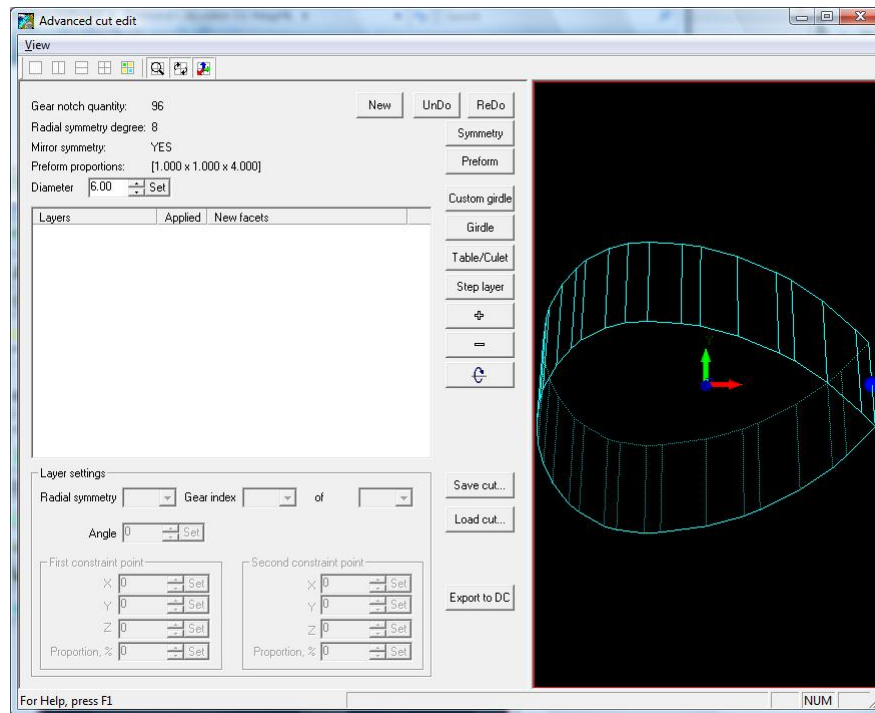 Advanced cut edit
View
Gear notch quantity: 96
New UnDo ReDo
Radial symmetry degree: 8
Symmetry
Mirror symmetry: YES
Preform proportions: [1.000 x 1.000 x 4.000]
Preform
Diameter 6.00 Set
Custom girdle
Layers Applied New facets
Girdle
Table/Culet
Step layer
Y
Layer settings
Radial symmetry Gear index of
Save cut...
Load cut...
Angle 0 Set
First constraint point Second constraint point
X 0 Set X 0 Set
Y 0 Set Y 0 Set
Z 0 Set Z 0 Set
Proportion, % 0 Set Proportion, % 0 Set
Export to DC
For Help, press F1 NUM